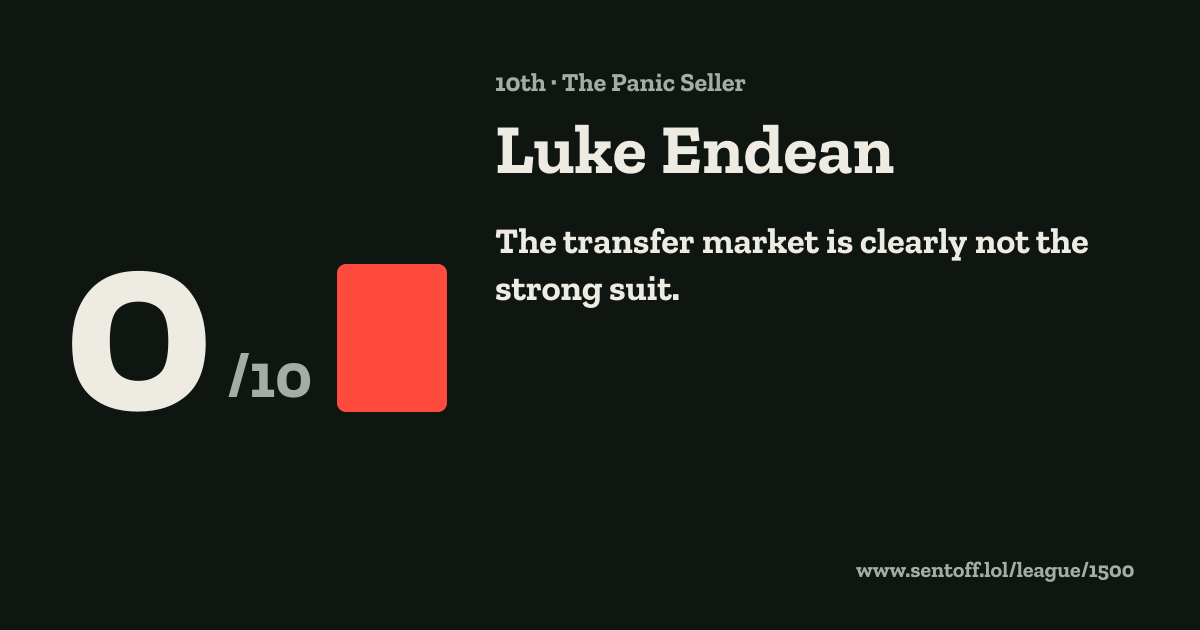 10th · The Panic Seller
Luke Endean
The transfer market is clearly not the
strong suit.
0 /10
www.sentoff.lol/league/1500